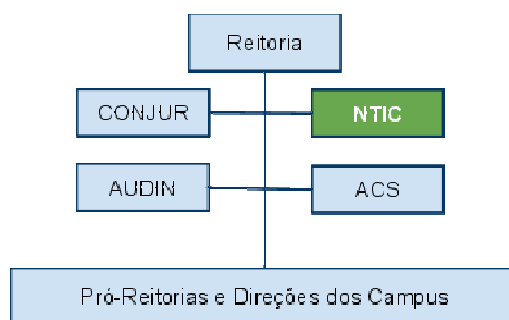 Reitoria
CONJUR
NTIC
AUDIN
ACS
Pró-Reitorias e Direções dos Campus